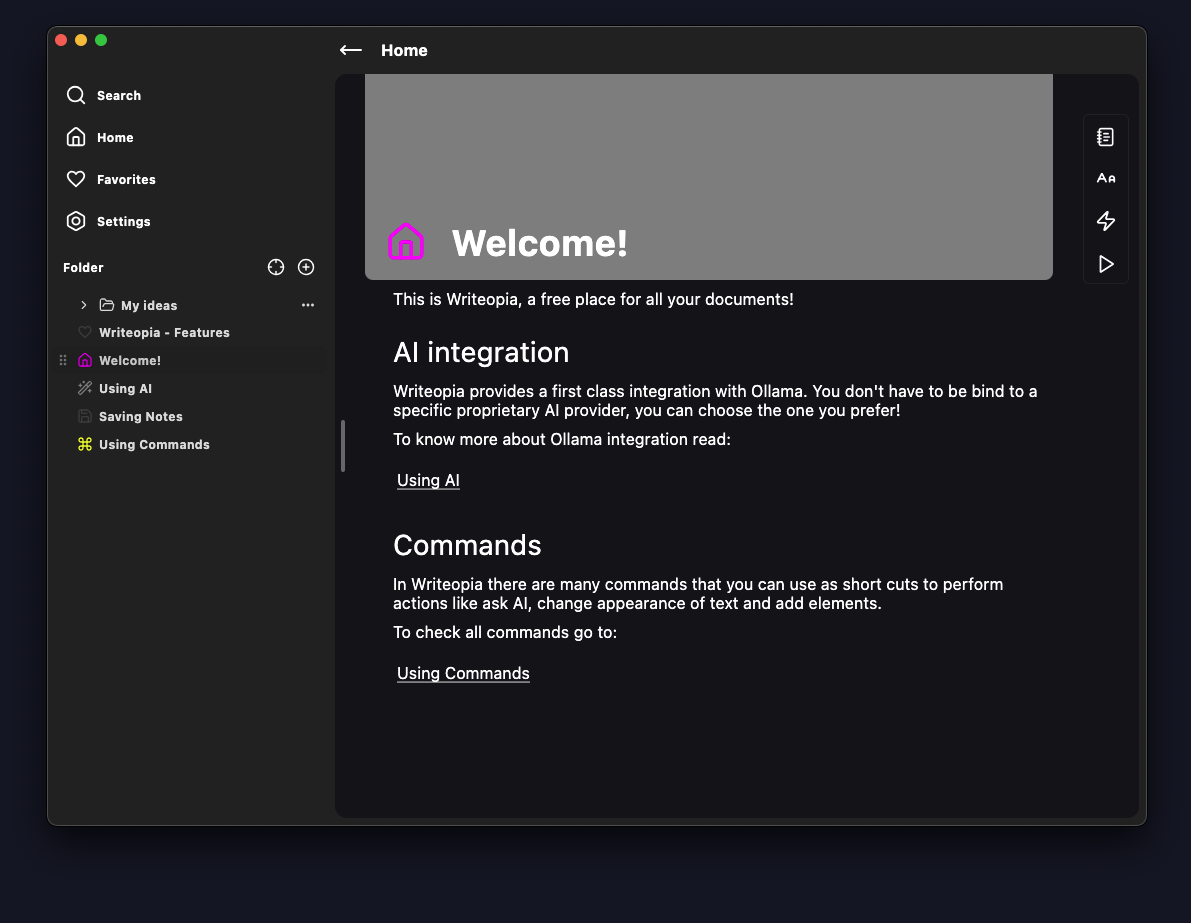 Home
Search
Home
Favorites
Settings
Folder
My ideas
Writeopia - Features
Welcome!
Using AI
Saving Notes
Using Commands
Welcome!
This is Writeopia, a free place for all your documents!
AI integration
Writeopia provides a first class integration with Ollama. You don't have to be bind to a
specific proprietary AI provider, you can choose the one you prefer!
To know more about Ollama integration read:
Using AI
Commands
In Writeopia there are many commands that you can use as short cuts to perform
actions like ask AI, change appearance of text and add elements.
To check all commands go to:
Using Commands
AA